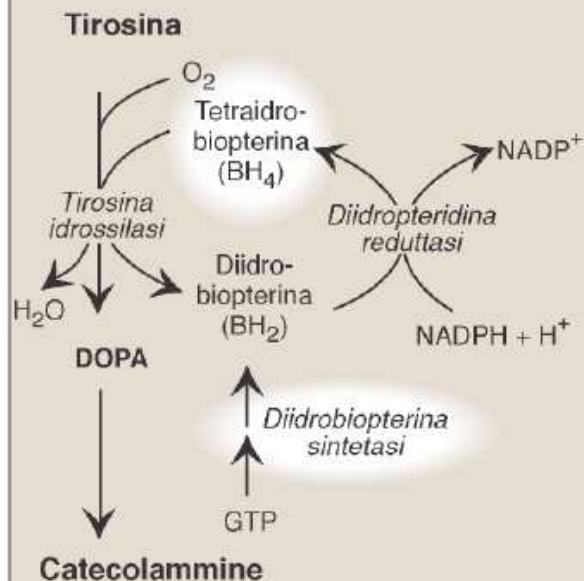 Tirosina
O₂
Tetraidro-
biopterina
(BH₄)
NADP⁺
Tirosina
idrossilasi
Diidropteridina
reduttasi
Diidro-
biopterina
(BH₂)
H₂O
NADPH + H⁺
DOPA
Diidrobiopterina
sintetasi
GTP
Catecolammine